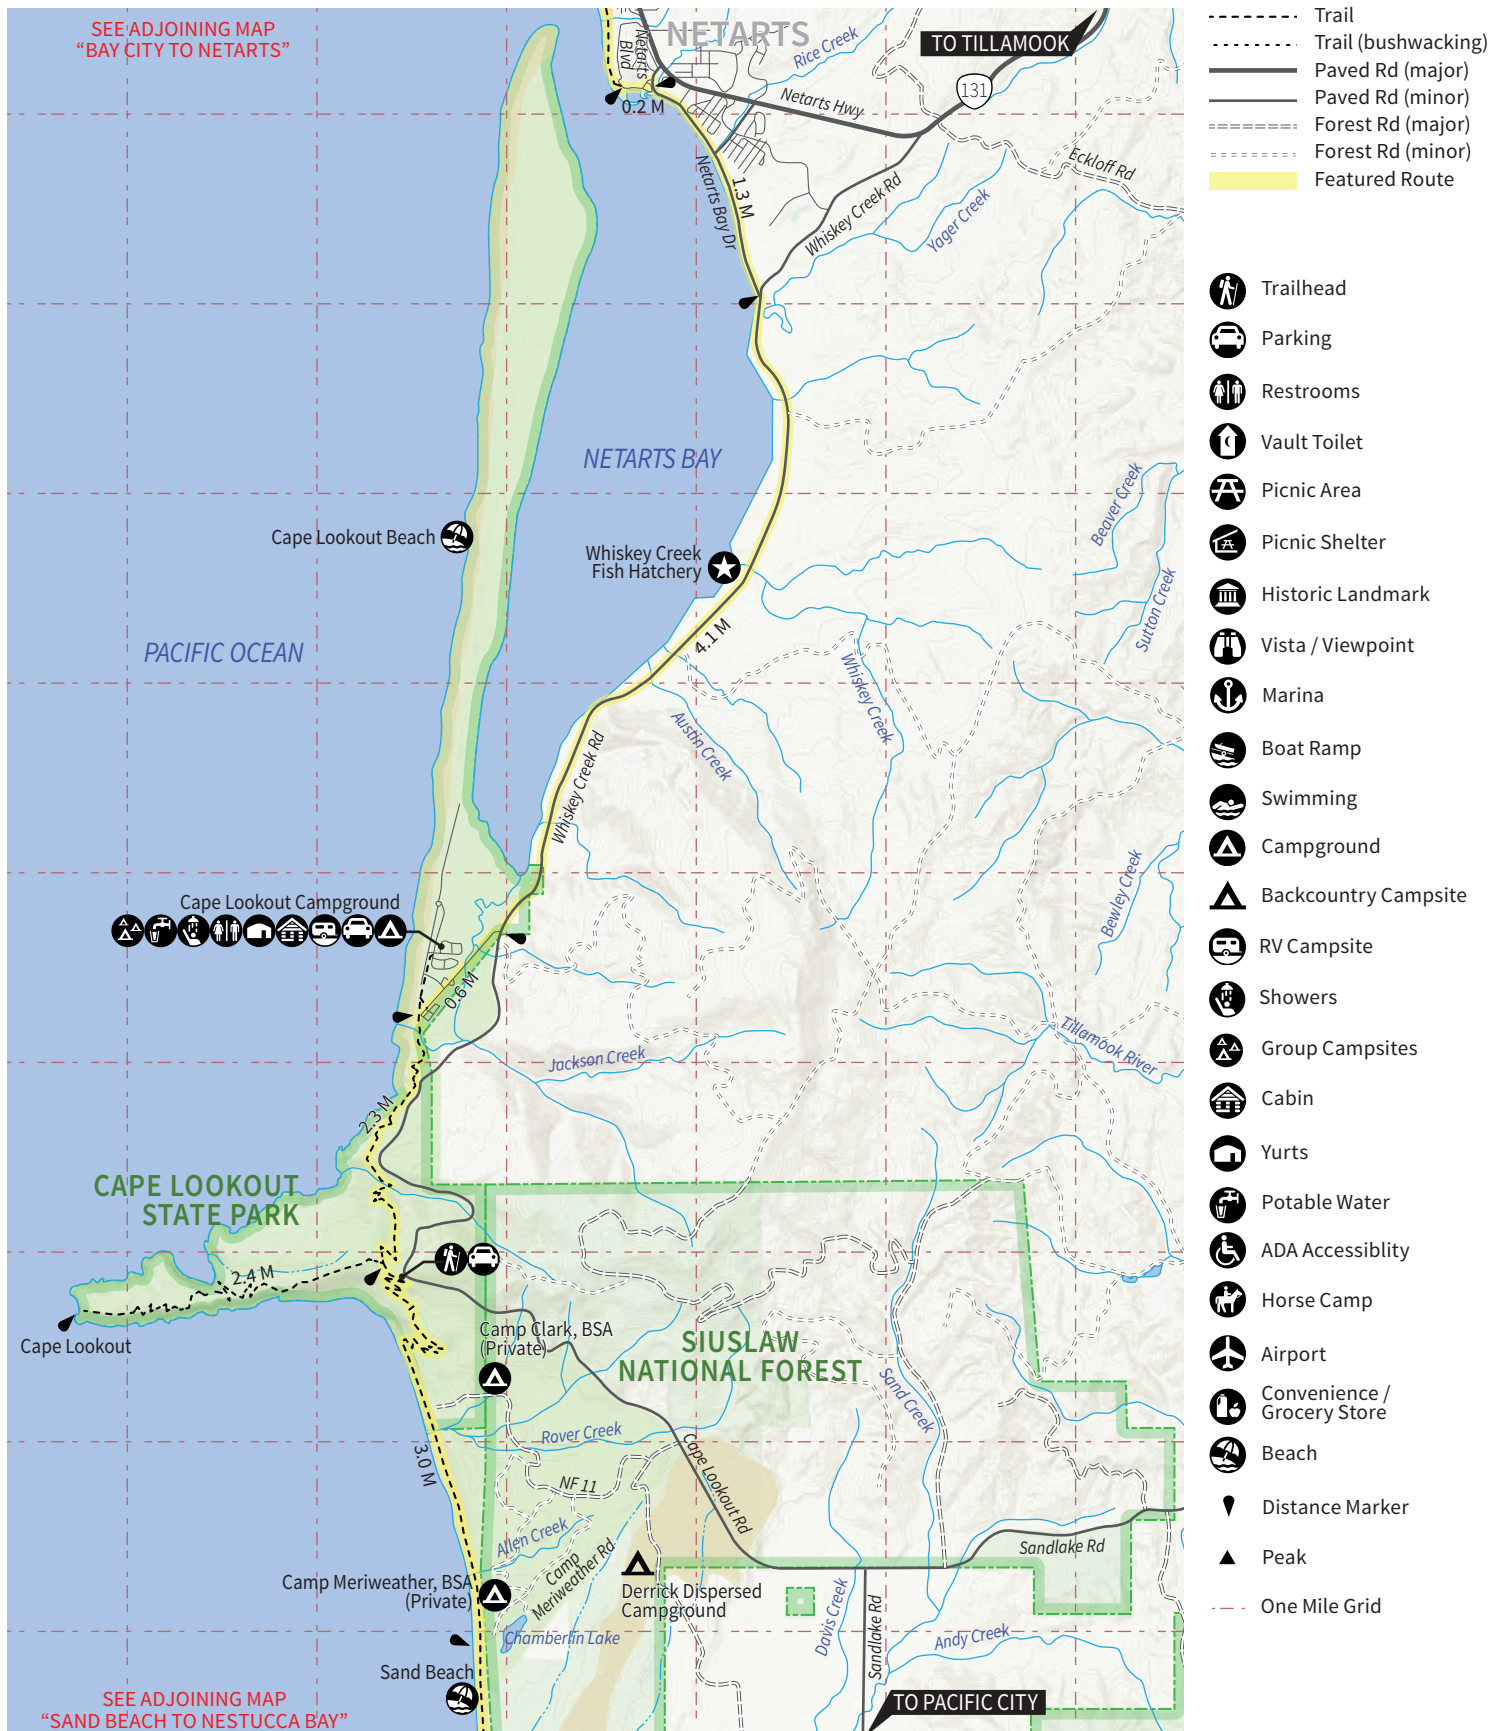 SEE ADJOINING MAP
“BAY CITY TO NETARTS”
NETARTS
Netarts
Blvd
Rice Creek
TO TILLAMOOK
131
0.2 M
Netarts Hwy
Eckloff Rd
1.3 M
Netarts Bay Dr
Whiskey Creek Rd
Yager Creek
NETARTS BAY
Cape Lookout Beach
Whiskey Creek
Fish Hatchery
Beaver Creek
Sutton Creek
PACIFIC OCEAN
4.1 M
Whiskey Creek
Austin Creek
Whiskey Creek Rd
Bewley Creek
Cape Lookout Campground
0.6 M
Jackson Creek
Tillamook River
2.3 M
CAPE LOOKOUT
STATE PARK
2.4 M
Cape Lookout
Camp Clark, BSA
(Private)
SIUSLAW
NATIONAL FOREST
Sand Creek
Rover Creek
3.0 M
NF 11
Cape Lookout Rd
Allen Creek
Camp
Meriweather Rd
Sandlake Rd
Camp Meriweather, BSA
(Private)
Derrick Dispersed
Campground
Davis Creek
Chamberlin Lake
Sandlake Rd
Andy Creek
Sand Beach
SEE ADJOINING MAP
“SAND BEACH TO NESTUCCA BAY”
TO PACIFIC CITY
Trail
Trail (bushwacking)
Paved Rd (major)
Paved Rd (minor)
Forest Rd (major)
Forest Rd (minor)
Featured Route
Trailhead
Parking
Restrooms
Vault Toilet
Picnic Area
Picnic Shelter
Historic Landmark
Vista / Viewpoint
Marina
Boat Ramp
Swimming
Campground
Backcountry Campsite
RV Campsite
Showers
Group Campsites
Cabin
Yurts
Potable Water
ADA Accessiblity
Horse Camp
Airport
Convenience /
Grocery Store
Beach
Distance Marker
Peak
One Mile Grid